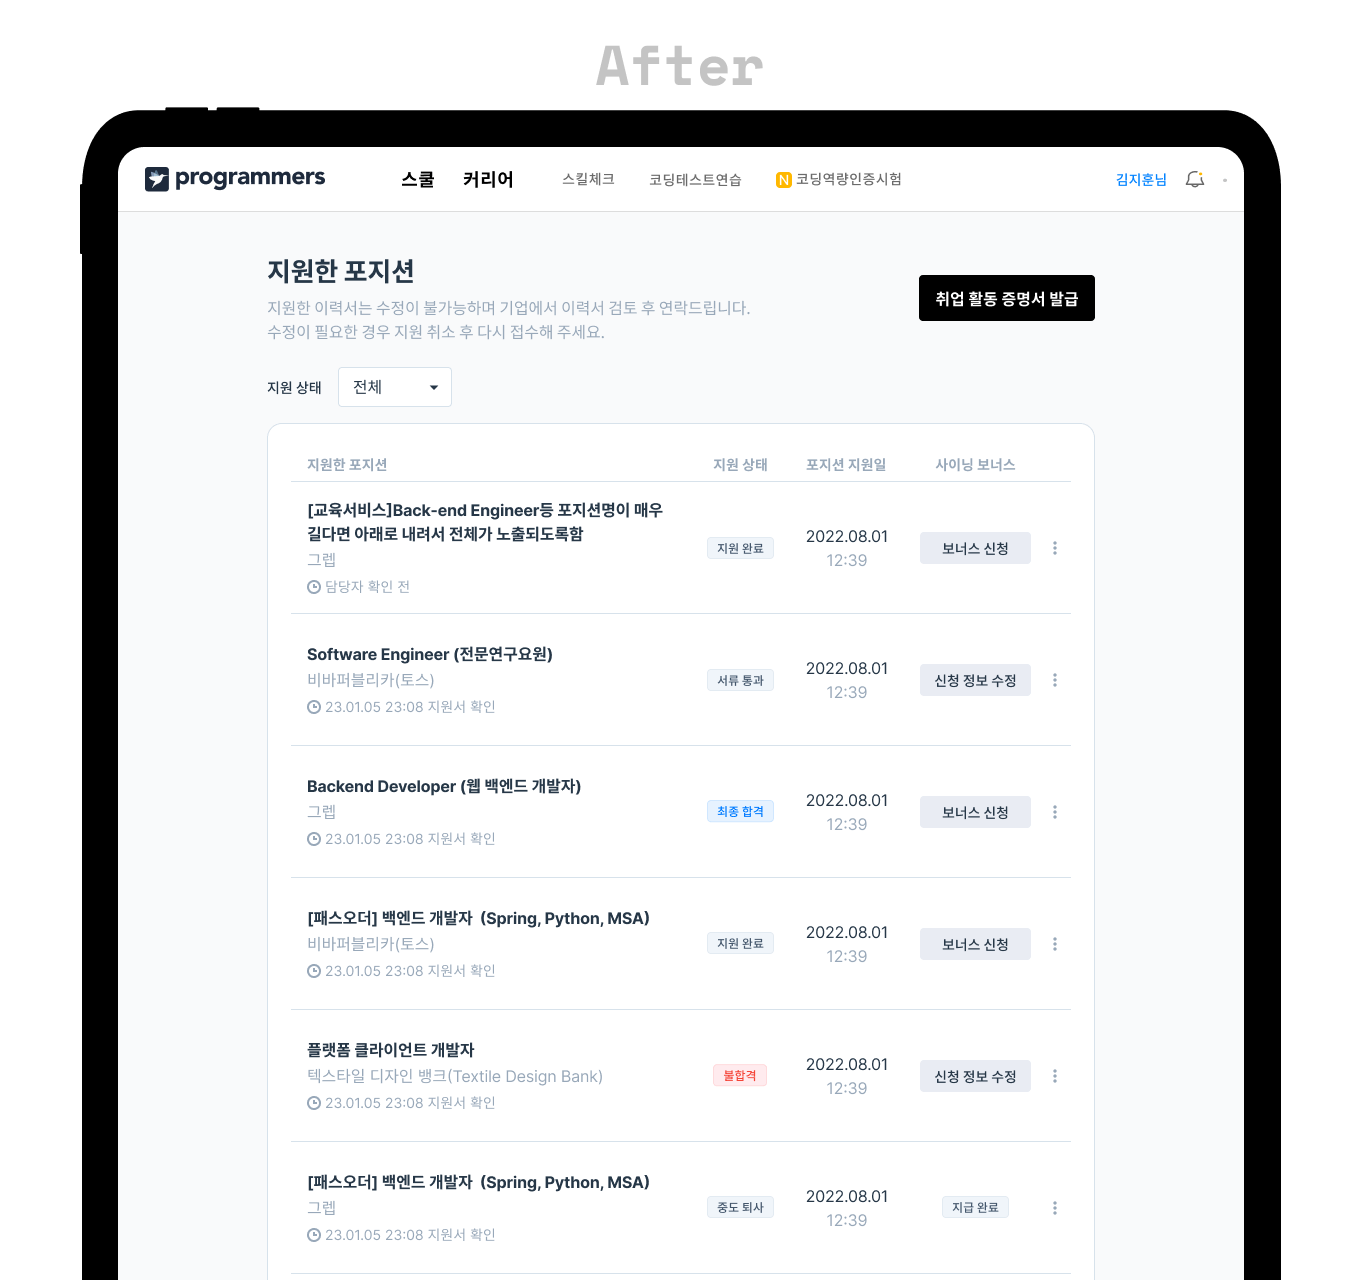 After
programmers 스쿨 커리어 스킬체크 코딩테스트연습 N 코딩역량인증시험 김지훈님
지원한 포지션
지원한 이력서는 수정이 불가능하며 기업에서 이력서 검토 후 연락드립니다.
수정이 필요한 경우 지원 취소 후 다시 접수해 주세요.
취업 활동 증명서 발급
지원 상태 전체
지원한 포지션 지원 상태 포지션 지원일 사이닝 보너스
[교육서비스]Back-end Engineer등 포지션명이 매우
길다면 아래로 내려서 전체가 노출되도록함
그렙
담당자 확인 전
지원 완료
2022.08.01
12:39
보너스 신청
Software Engineer (전문연구요원)
비바퍼블리카(토스)
23.01.05 23:08 지원서 확인
서류 통과
2022.08.01
12:39
신청 정보 수정
Backend Developer (웹 백엔드 개발자)
그렙
23.01.05 23:08 지원서 확인
최종 합격
2022.08.01
12:39
보너스 신청
[패스오더] 백엔드 개발자 (Spring, Python, MSA)
비바퍼블리카(토스)
23.01.05 23:08 지원서 확인
지원 완료
2022.08.01
12:39
보너스 신청
플랫폼 클라이언트 개발자
텍스타일 디자인 뱅크(Textile Design Bank)
23.01.05 23:08 지원서 확인
불합격
2022.08.01
12:39
신청 정보 수정
[패스오더] 백엔드 개발자 (Spring, Python, MSA)
그렙
23.01.05 23:08 지원서 확인
중도 퇴사
2022.08.01
12:39
지급 완료